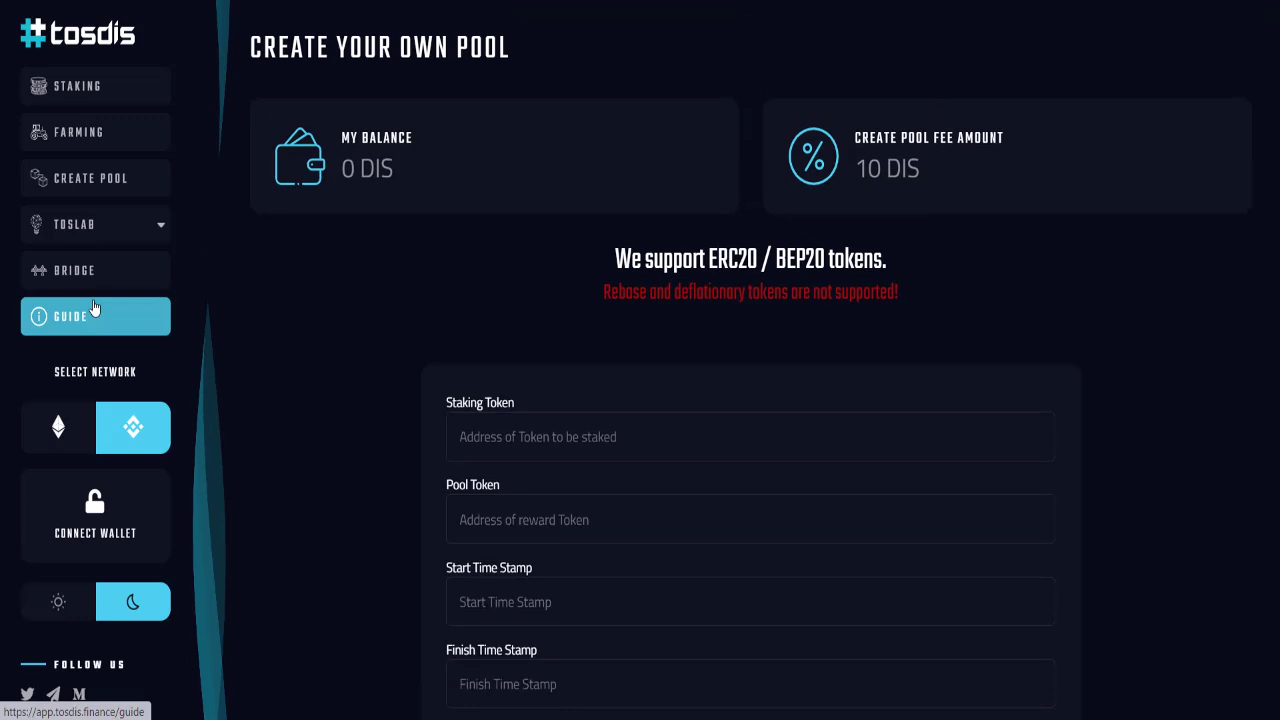 tosdis
STAKING
FARMING
CREATE POOL
TOSLAB
BRIDGE
GUIDE
SELECT NETWORK
CONNECT WALLET
FOLLOW US
https://app.tosdis.finance/guide
CREATE YOUR OWN POOL
MY BALANCE
0 DIS
CREATE POOL FEE AMOUNT
10 DIS
We support ERC20 / BEP20 tokens.
Rebase and deflationary tokens are not supported!
Staking Token
Address of Token to be staked
Pool Token
Address of reward Token
Start Time Stamp
Start Time Stamp
Finish Time Stamp
Finish Time Stamp